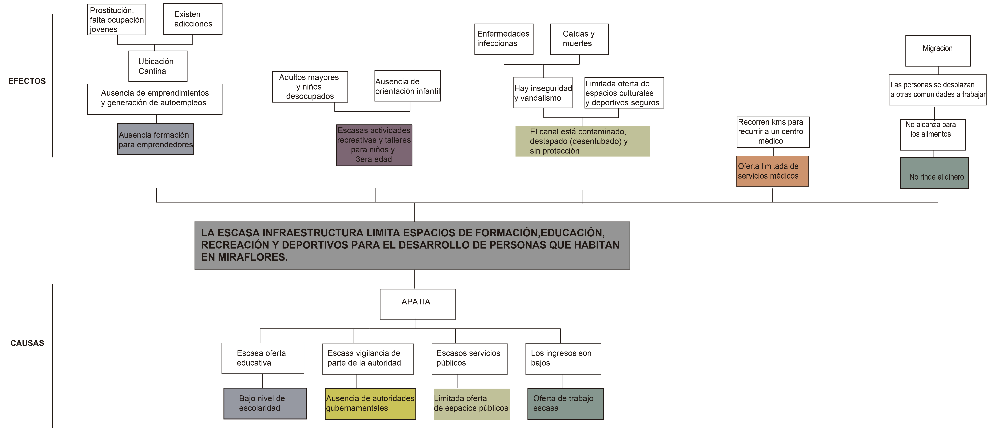 EFECTOS
Prostitución,
falta ocupación
jovenes
Existen
adicciones
Ubicación
Cantina
Ausencia de emprendimientos
y generación de autoempleos
Ausencia formación
para emprendedores
Adultos mayores
y niños
desocupados
Ausencia de
orientación infantil
Escasas actividades
recreativas y talleres
para niños y
3era edad
Enfermedades
infeccionas
Caídas y
muertes
Hay inseguridad
y vandalismo
Limitada oferta de
espacios culturales
y deportivos seguros
El canal está contaminado,
destapado (desentubado) y
sin protección
Recorren kms para
recurrir a un centro
médico
Oferta limitada de
servicios médicos
Migración
Las personas se desplazan
a otras comunidades a trabajar
No alcanza para
los alimentos
No rinde el dinero
LA ESCASA INFRAESTRUCTURA LIMITA ESPACIOS DE FORMACIÓN,EDUCACIÓN,
RECREACIÓN Y DEPORTIVOS PARA EL DESARROLLO DE PERSONAS QUE HABITAN
EN MIRAFLORES.
CAUSAS
APATIA
Escasa oferta
educativa
Escasa vigilancia de
parte de la autoridad
Escasos servicios
públicos
Los ingresos son
bajos
Bajo nivel de
escolaridad
Ausencia de autoridades
gubernamentales
Limitada oferta
de espacios públicos
Oferta de trabajo
escasa